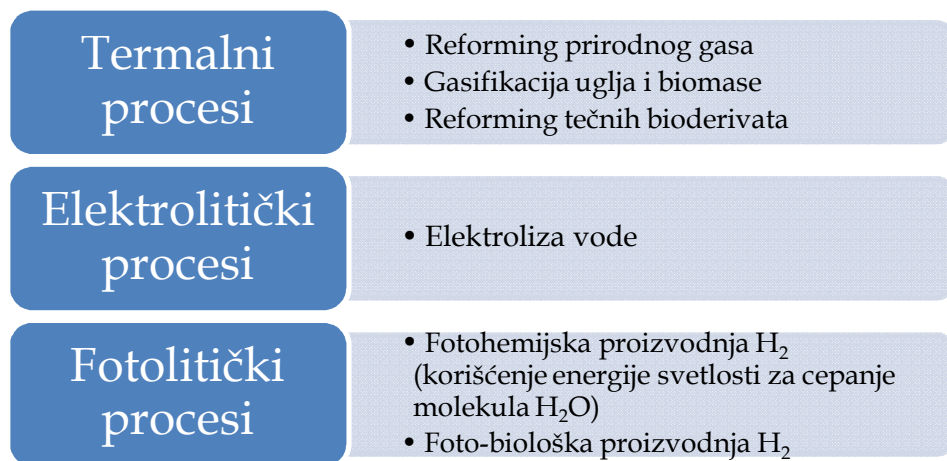 Termalni
procesi
• Reforming prirodnog gasa
• Gasifikacija uglja i biomase
• Reforming tečnih bioderivata
Elektrolitički
procesi
• Elektroliza vode
Fotolitički
procesi
• Fotohemijska proizvodnja H₂
(korišćenje energije svetlosti za cepanje
molekula H₂O)
• Foto-biološka proizvodnja H₂